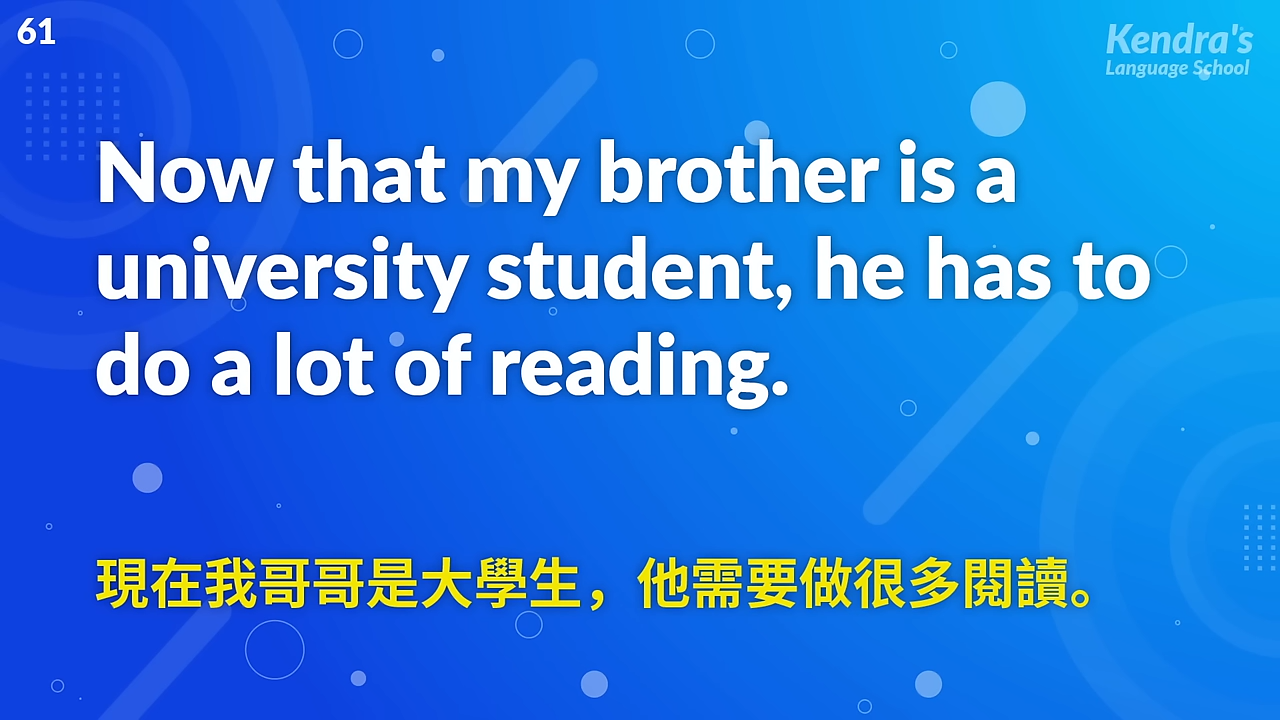 61
Kendra's
Language School
Now that my brother is a
university student, he has to
do a lot of reading.
現在我哥哥是大學生，他需要做很多閱讀。